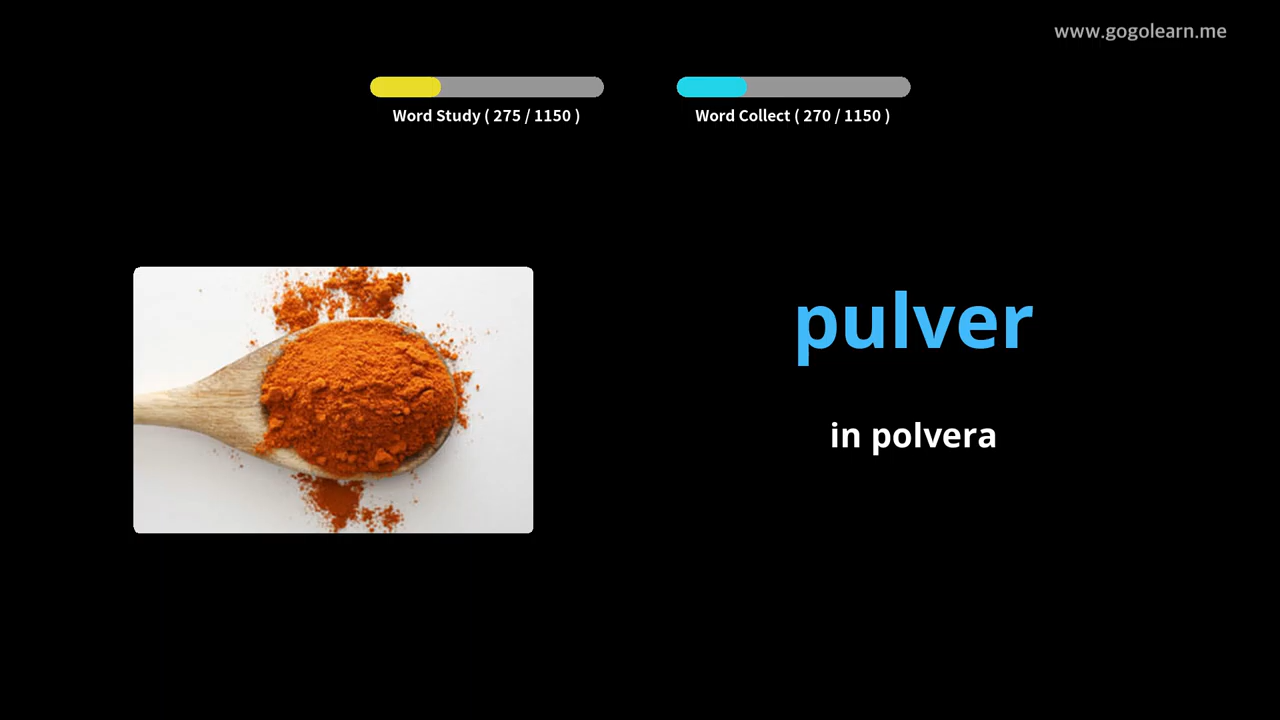 www.gogolearn.me
Word Study ( 275 / 1150 )
Word Collect ( 270 / 1150 )
pulver
in polvera